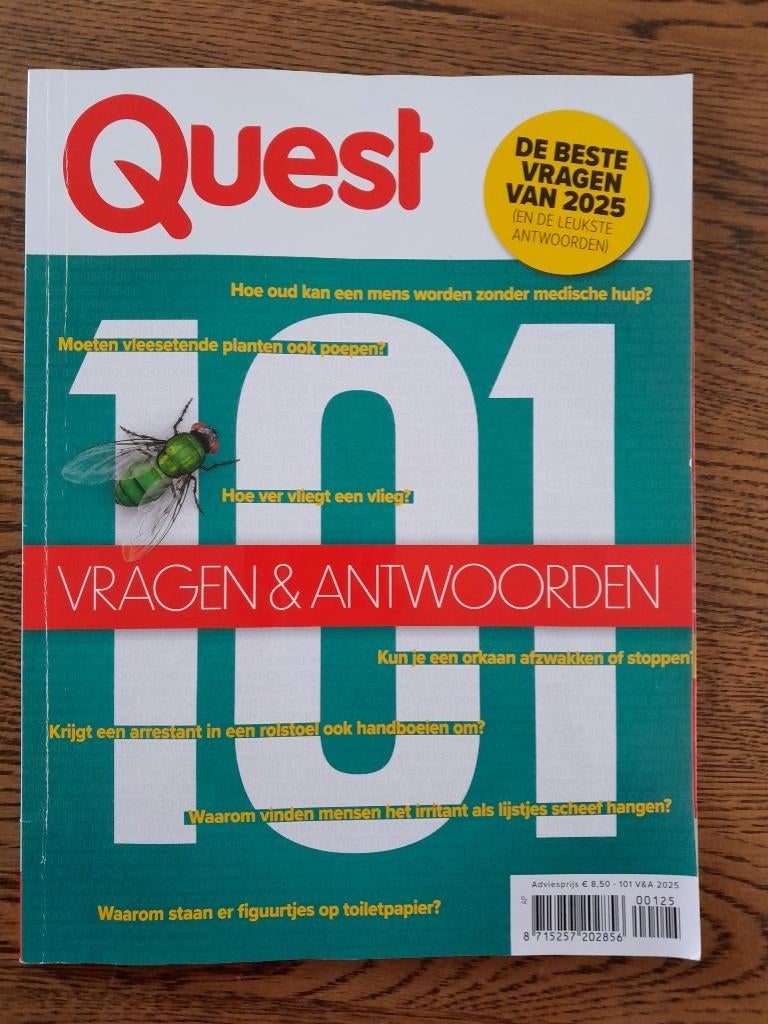 Quest
DE BESTE
VRAGEN
VAN 2025
(EN DE LEUKSTE
ANTWOORDEN)
Hoe oud kan een mens worden zonder medische hulp?
Moeten vleesetende planten ook poepen?
101
Hoe ver vliegt een vlieg?
VRAGEN & ANTWOORDEN
Kun je een orkaan afzwakken of stoppen?
Krijgt een arrestant in een rolstoel ook handboeien om?
Waarom vinden mensen het irritant als lijstjes scheef hangen?
Waarom staan er figuurtjes op toiletpapier?
Adviesprijs € 8,50 - 101 V&A 2025
AP
00125
8 715257 202856